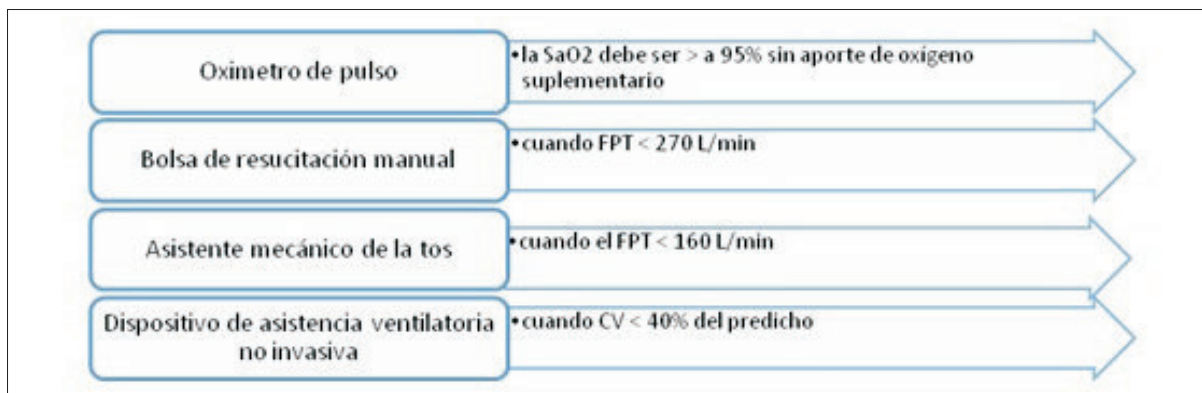 Oximetro de pulso
•la SaO2 debe ser > a 95% sin aporte de oxígeno
suplementario
Bolsa de resucitación manual
•cuando FPT < 270 L/min
Asistente mecánico de la tos
•cuando el FPT < 160 L/min
Dispositivo de asistencia ventilatoria
no invasiva
•cuando CV < 40% del predicho